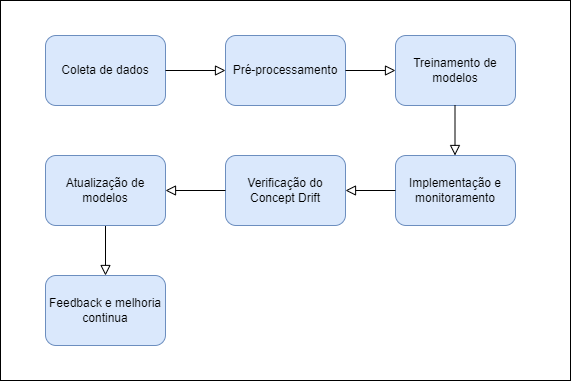 Coleta de dados
Pré-processamento
Treinamento de
modelos
Implementação e
monitoramento
Verificação do
Concept Drift
Atualização de
modelos
Feedback e melhoria
continua